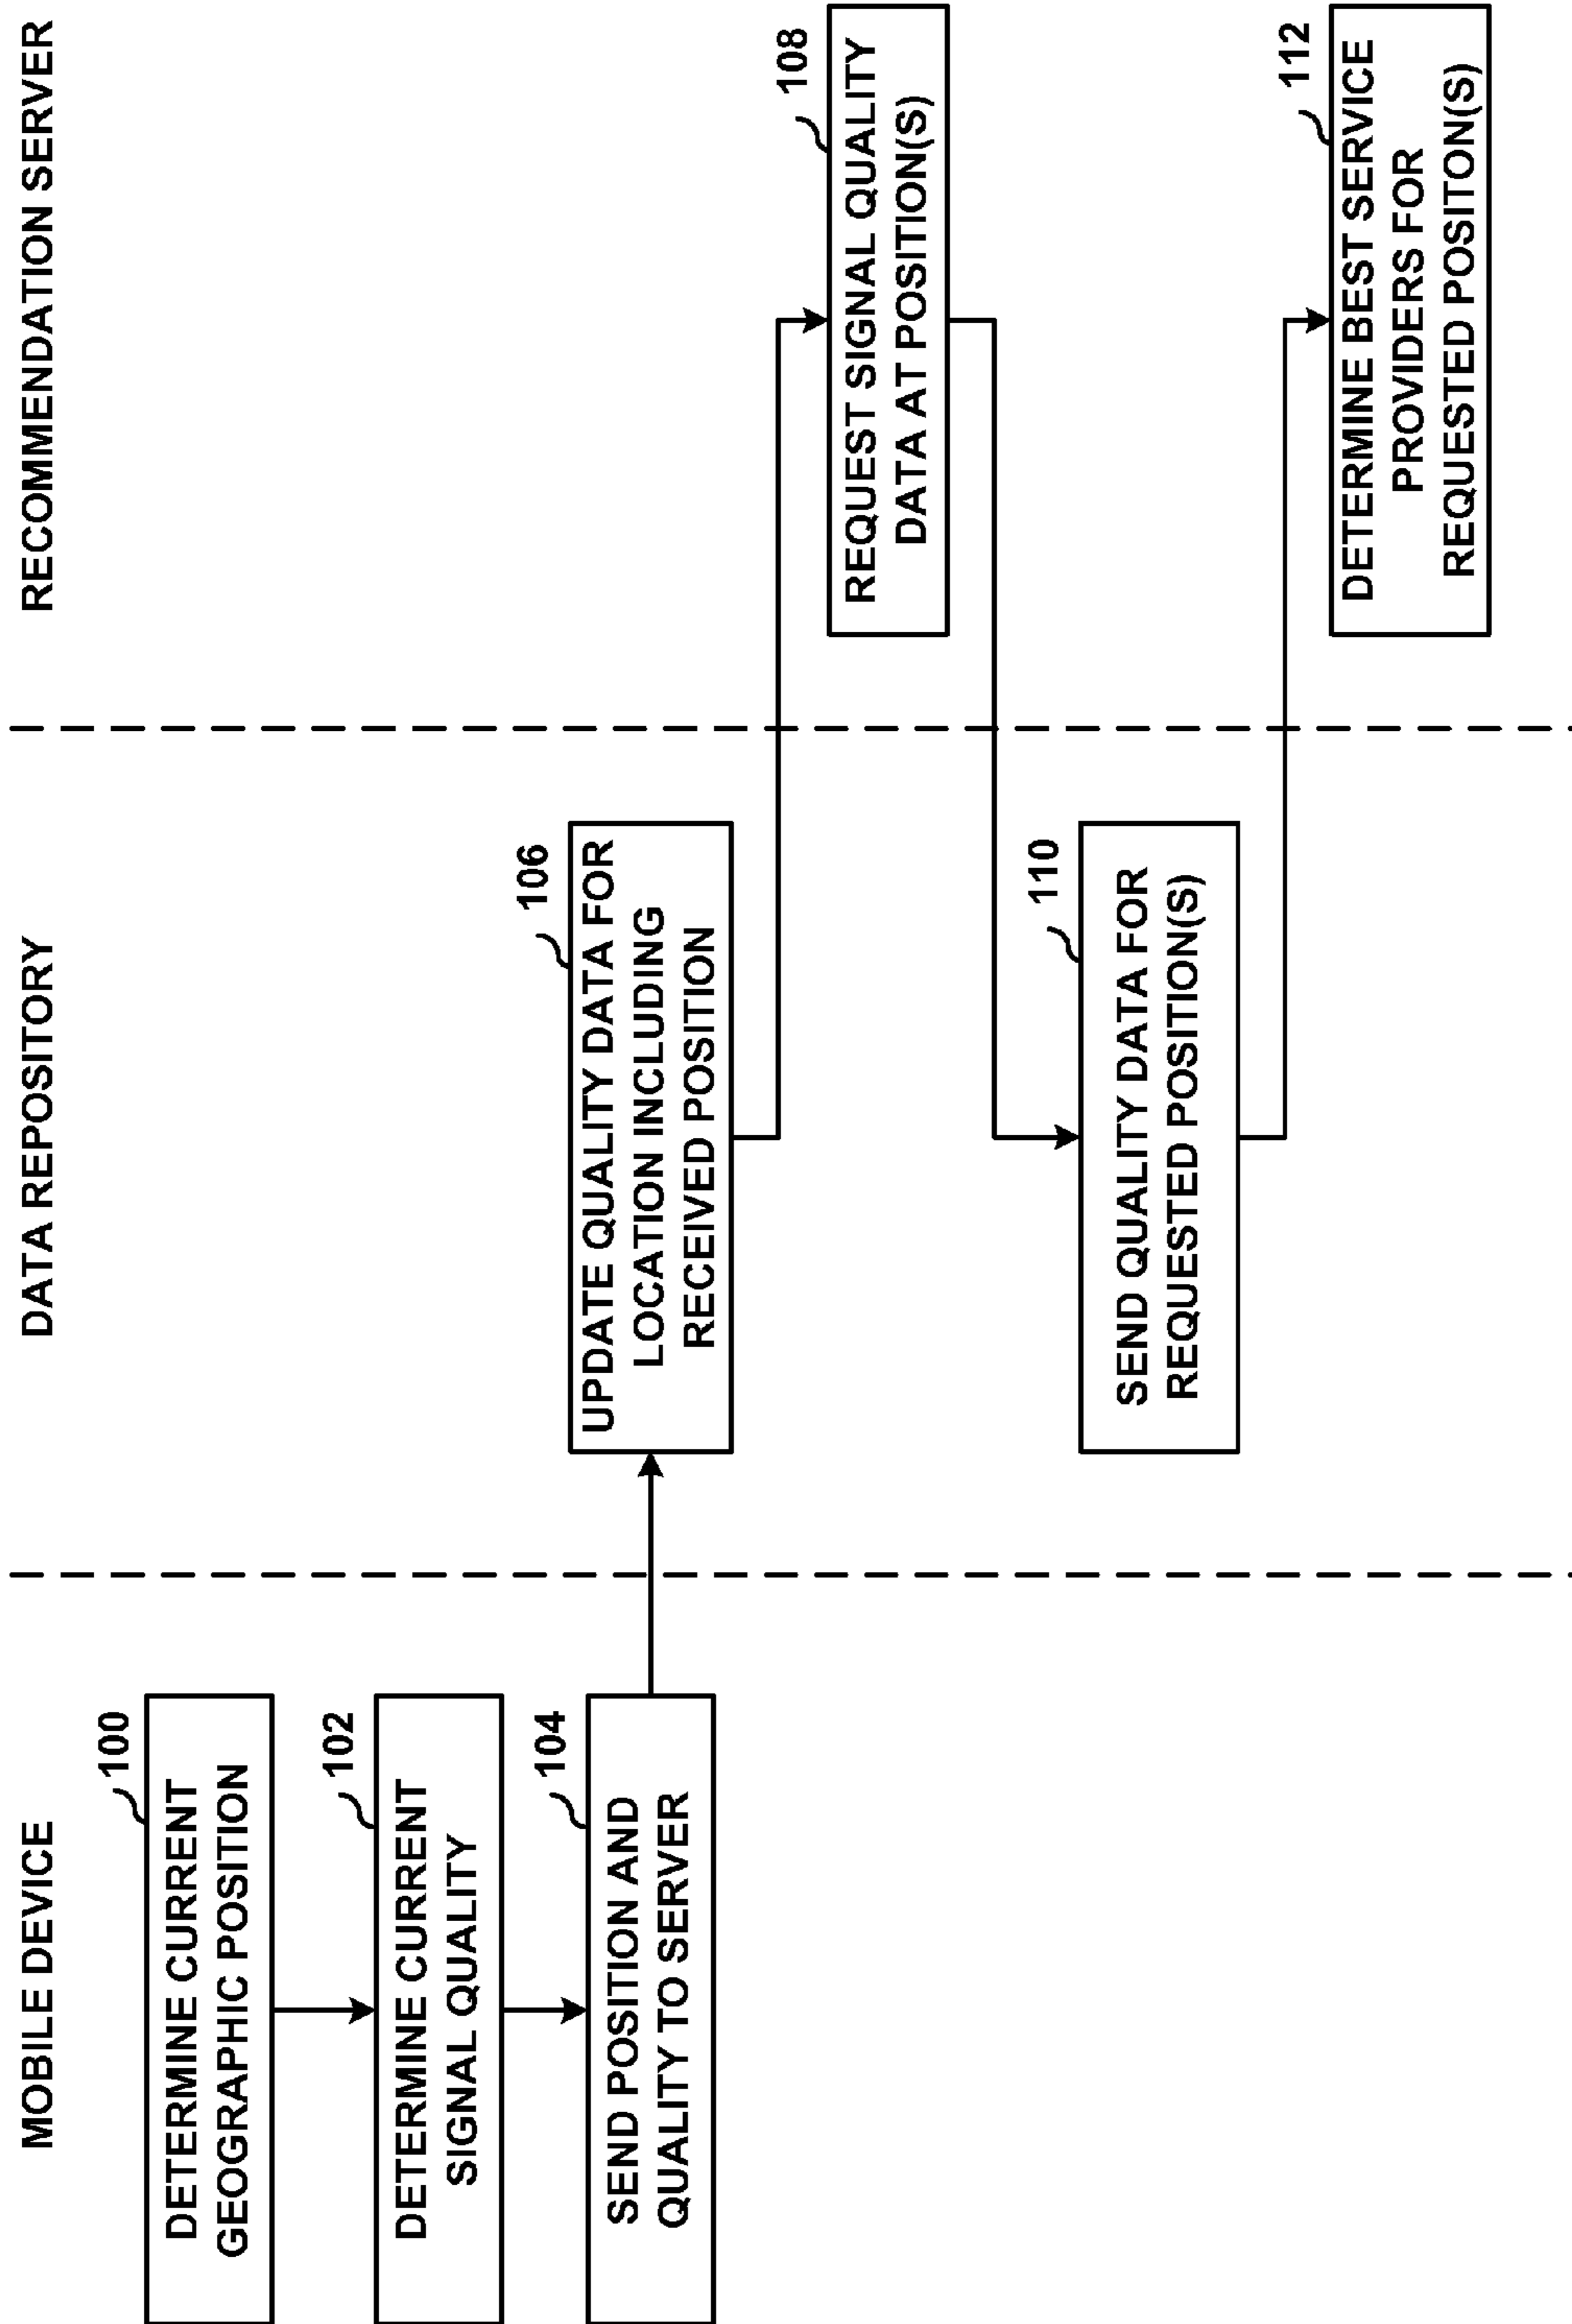 MOBILE DEVICE
DATA REPOSITORY
RECOMMENDATION SERVER
100
DETERMINE CURRENT
GEOGRAPHIC POSITION
102
DETERMINE CURRENT
SIGNAL QUALITY
104
SEND POSITION AND
QUALITY TO SERVER
106
UPDATE QUALITY DATA FOR
LOCATION INCLUDING
RECEIVED POSITION
108
REQUEST SIGNAL QUALITY
DATA AT POSITION(S)
110
SEND QUALITY DATA FOR
REQUESTED POSITION(S)
112
DETERMINE BEST SERVICE
PROVIDERS FOR
REQUESTED POSITON(S)